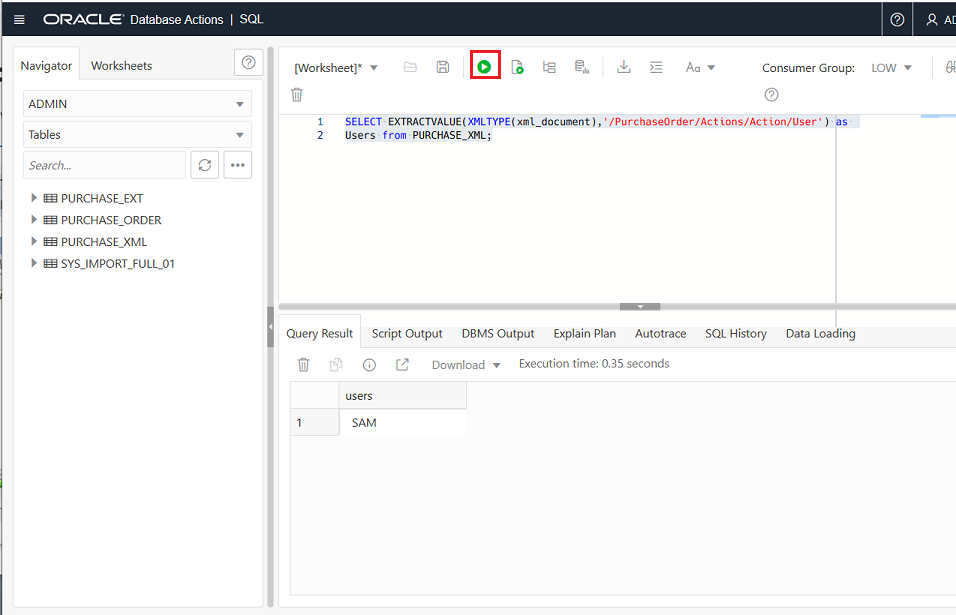 ORACLE Database Actions | SQL
AD
Navigator
Worksheets
ADMIN
Tables
Search...
PURCHASE_EXT
PURCHASE_ORDER
PURCHASE_XML
SYS_IMPORT_FULL_01
[Worksheet]*
Aa
Consumer Group:
LOW
1 SELECT EXTRACTVALUE(XMLTYPE(xml_document),'/PurchaseOrder/Actions/Action/User') as
2 Users from PURCHASE_XML;
Query Result
Script Output
DBMS Output
Explain Plan
Autotrace
SQL History
Data Loading
Download
Execution time: 0.35 seconds
users
1 SAM